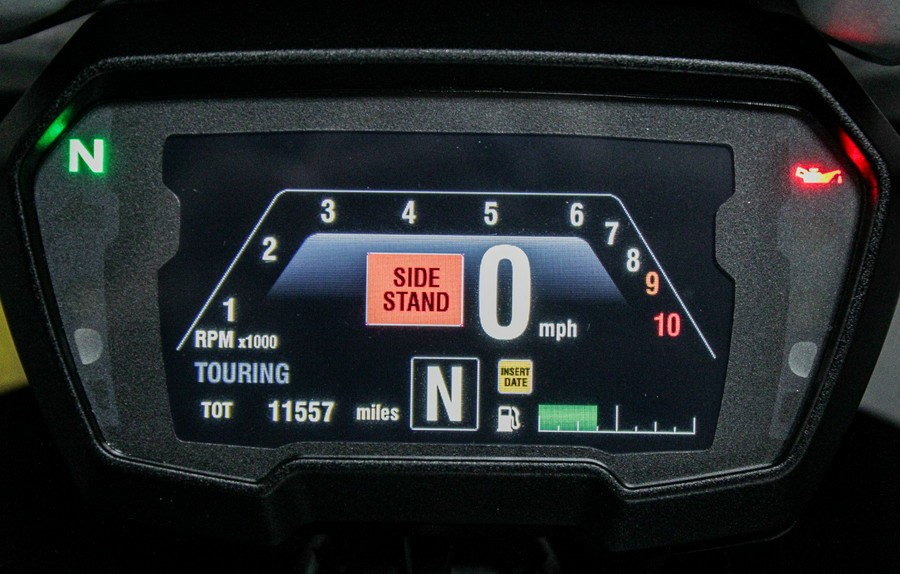 N
3 4 5 6
2 7
8
SIDE
STAND
0
9
1
10
mph
RPM x1000
TOURING
INSERT
DATE
N
TOT 11557 miles